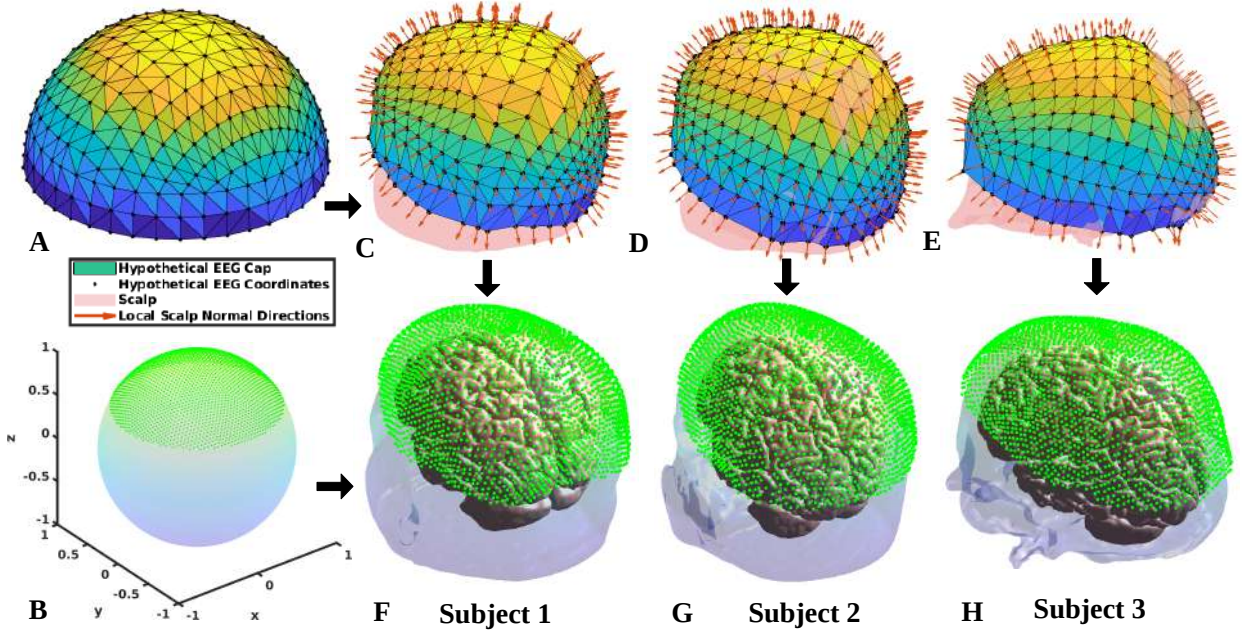 A
C
D
E
Hypothetical EEG Cap
Hypothetical EEG Coordinates
Scalp
Local Scalp Normal Directions
1
0.5
0
-0.5
-1
z
1
0.5
0
-0.5
-1
y
-1
0
1
x
B
F Subject 1
G Subject 2
H Subject 3